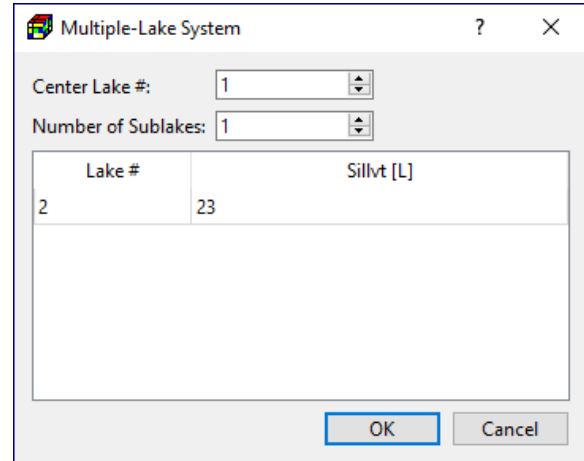 Multiple-Lake System ?
Center Lake #: 1
Number of Sublakes: 1
Lake # Sillvt [L]
2 23
OK Cancel